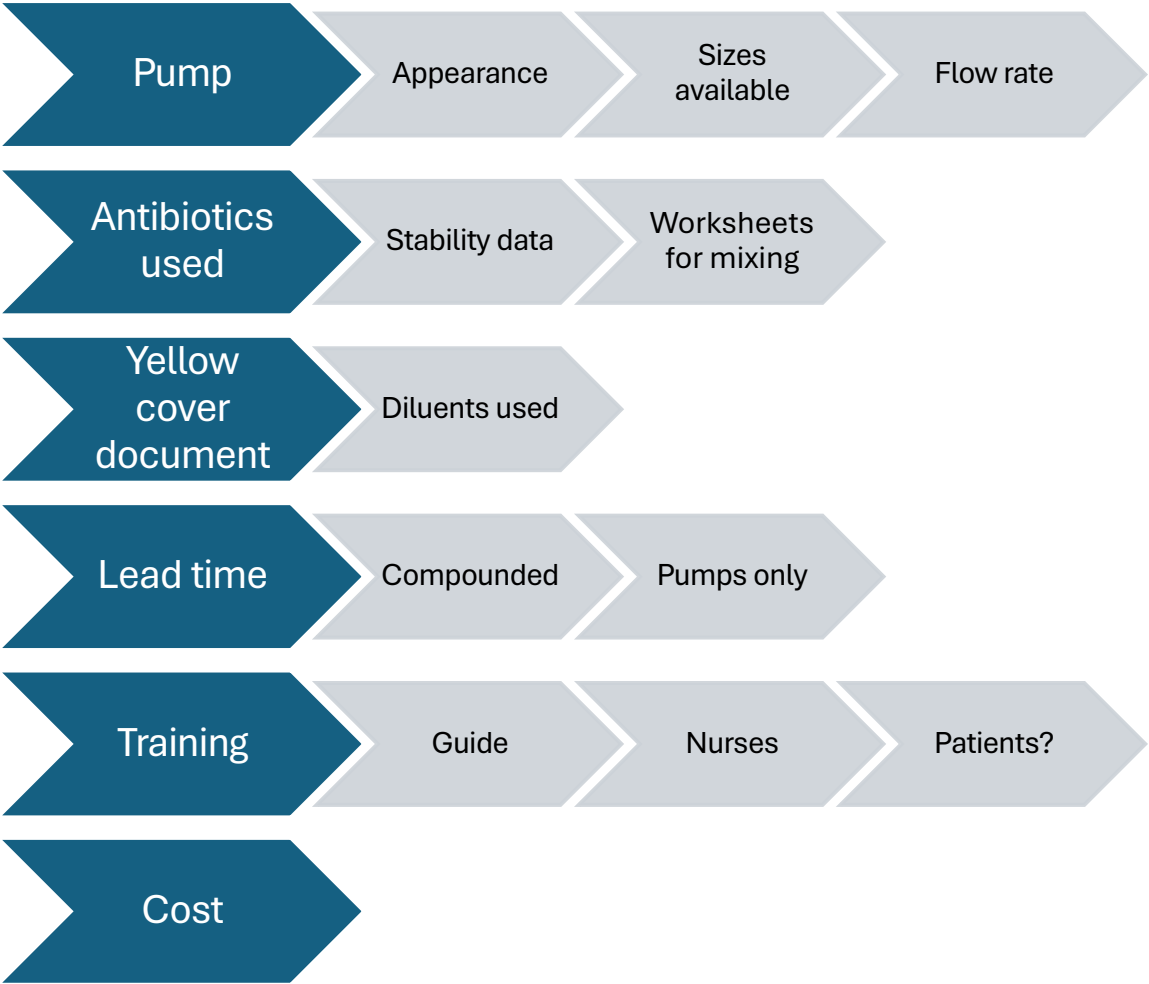 Pump
Appearance
Sizes
available
Flow rate
Antibiotics
used
Stability data
Worksheets
for mixing
Yellow
cover
document
Diluents used
Lead time
Compounded
Pumps only
Training
Guide
Nurses
Patients?
Cost